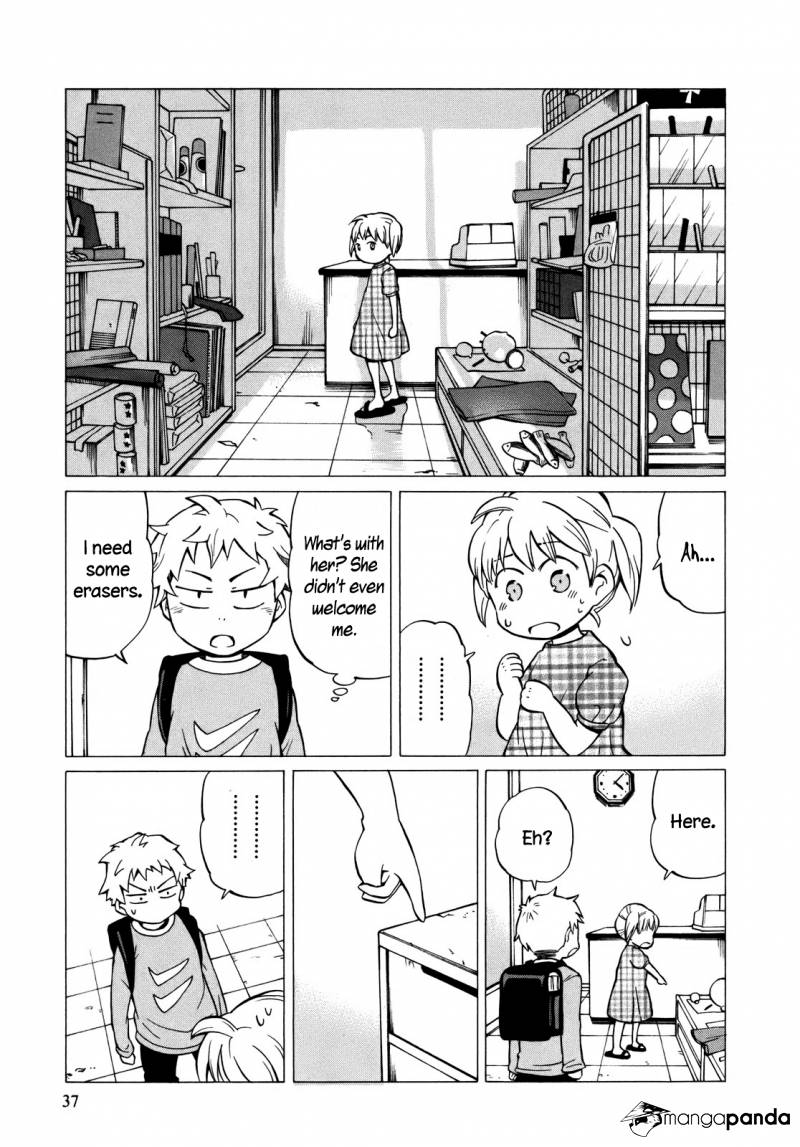 Ah...
.......
What's with
her? She
didn't even
welcome
me.
I need
some
erasers.
Here.
Eh?
.......
37
mangapanda